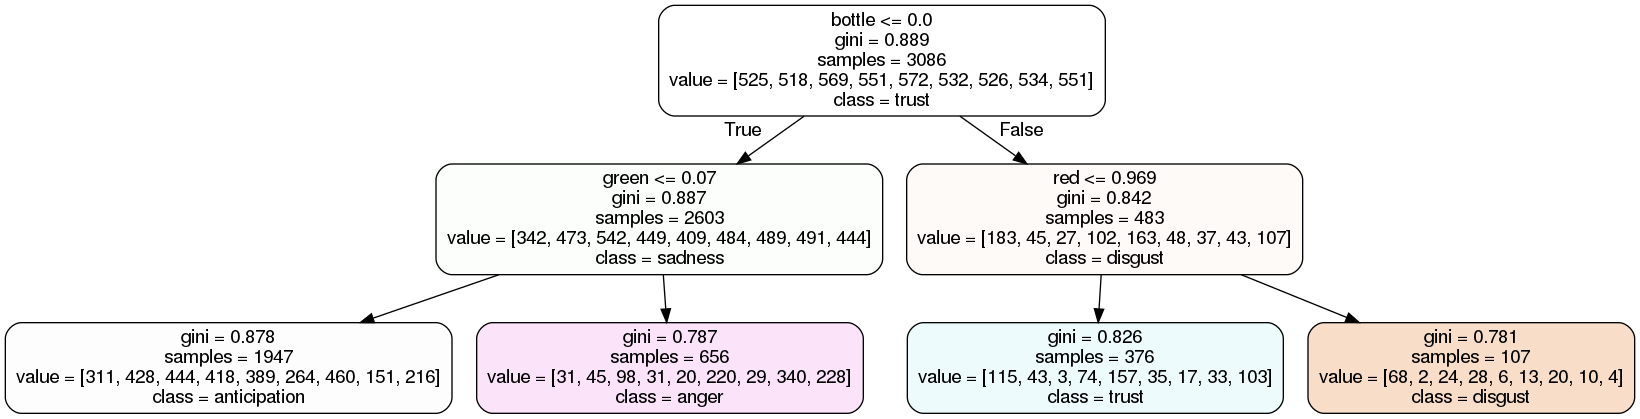 bottle <= 0.0
gini = 0.889
samples = 3086
value = [525, 518, 569, 551, 572, 532, 526, 534, 551]
class = trust
True
False
green <= 0.07
gini = 0.887
samples = 2603
value = [342, 473, 542, 449, 409, 484, 489, 491, 444]
class = sadness
red <= 0.969
gini = 0.842
samples = 483
value = [183, 45, 27, 102, 163, 48, 37, 43, 107]
class = disgust
gini = 0.878
samples = 1947
value = [311, 428, 444, 418, 389, 264, 460, 151, 216]
class = anticipation
gini = 0.787
samples = 656
value = [31, 45, 98, 31, 20, 220, 29, 340, 228]
class = anger
gini = 0.826
samples = 376
value = [115, 43, 3, 74, 157, 35, 17, 33, 103]
class = trust
gini = 0.781
samples = 107
value = [68, 2, 24, 28, 6, 13, 20, 10, 4]
class = disgust